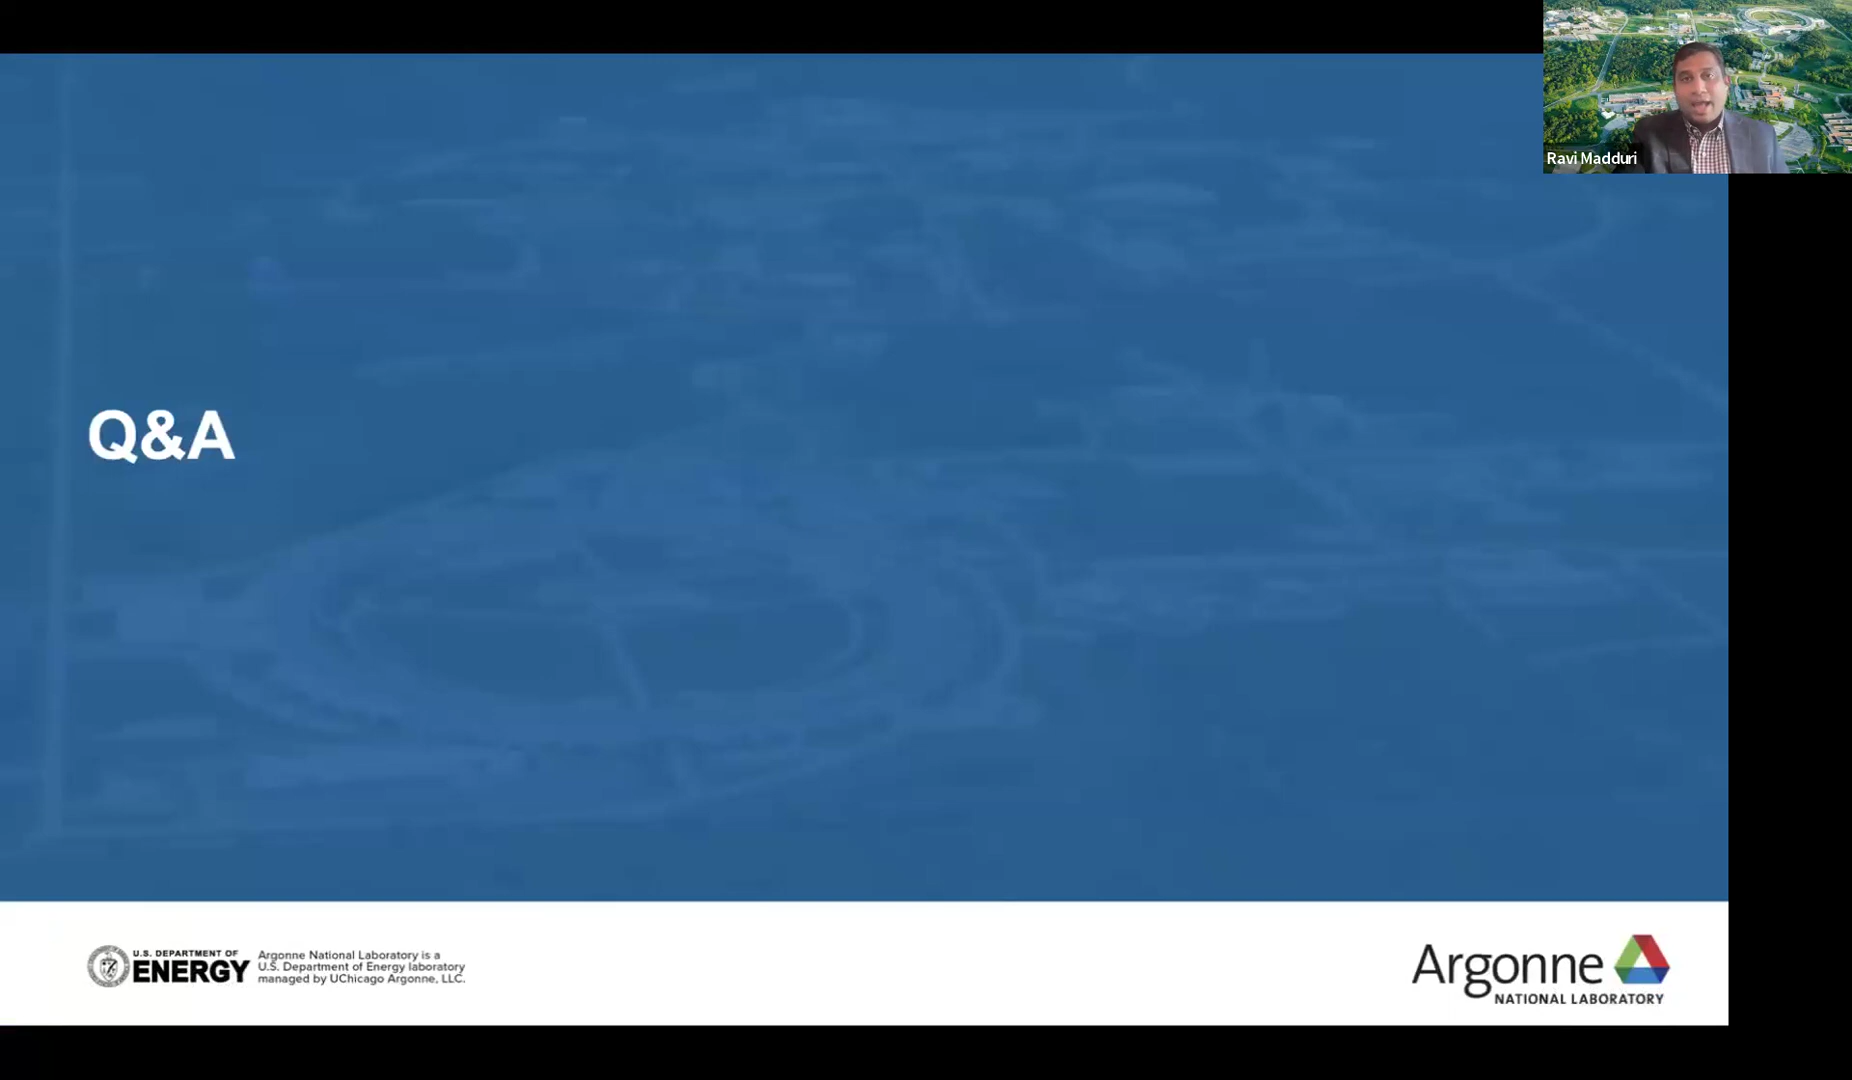 Ravi Madduri
Q&A
U.S. DEPARTMENT OF
ENERGY
Argonne National Laboratory is a
U.S. Department of Energy laboratory
managed by UChicago Argonne, LLC.
Argonne
NATIONAL LABORATORY